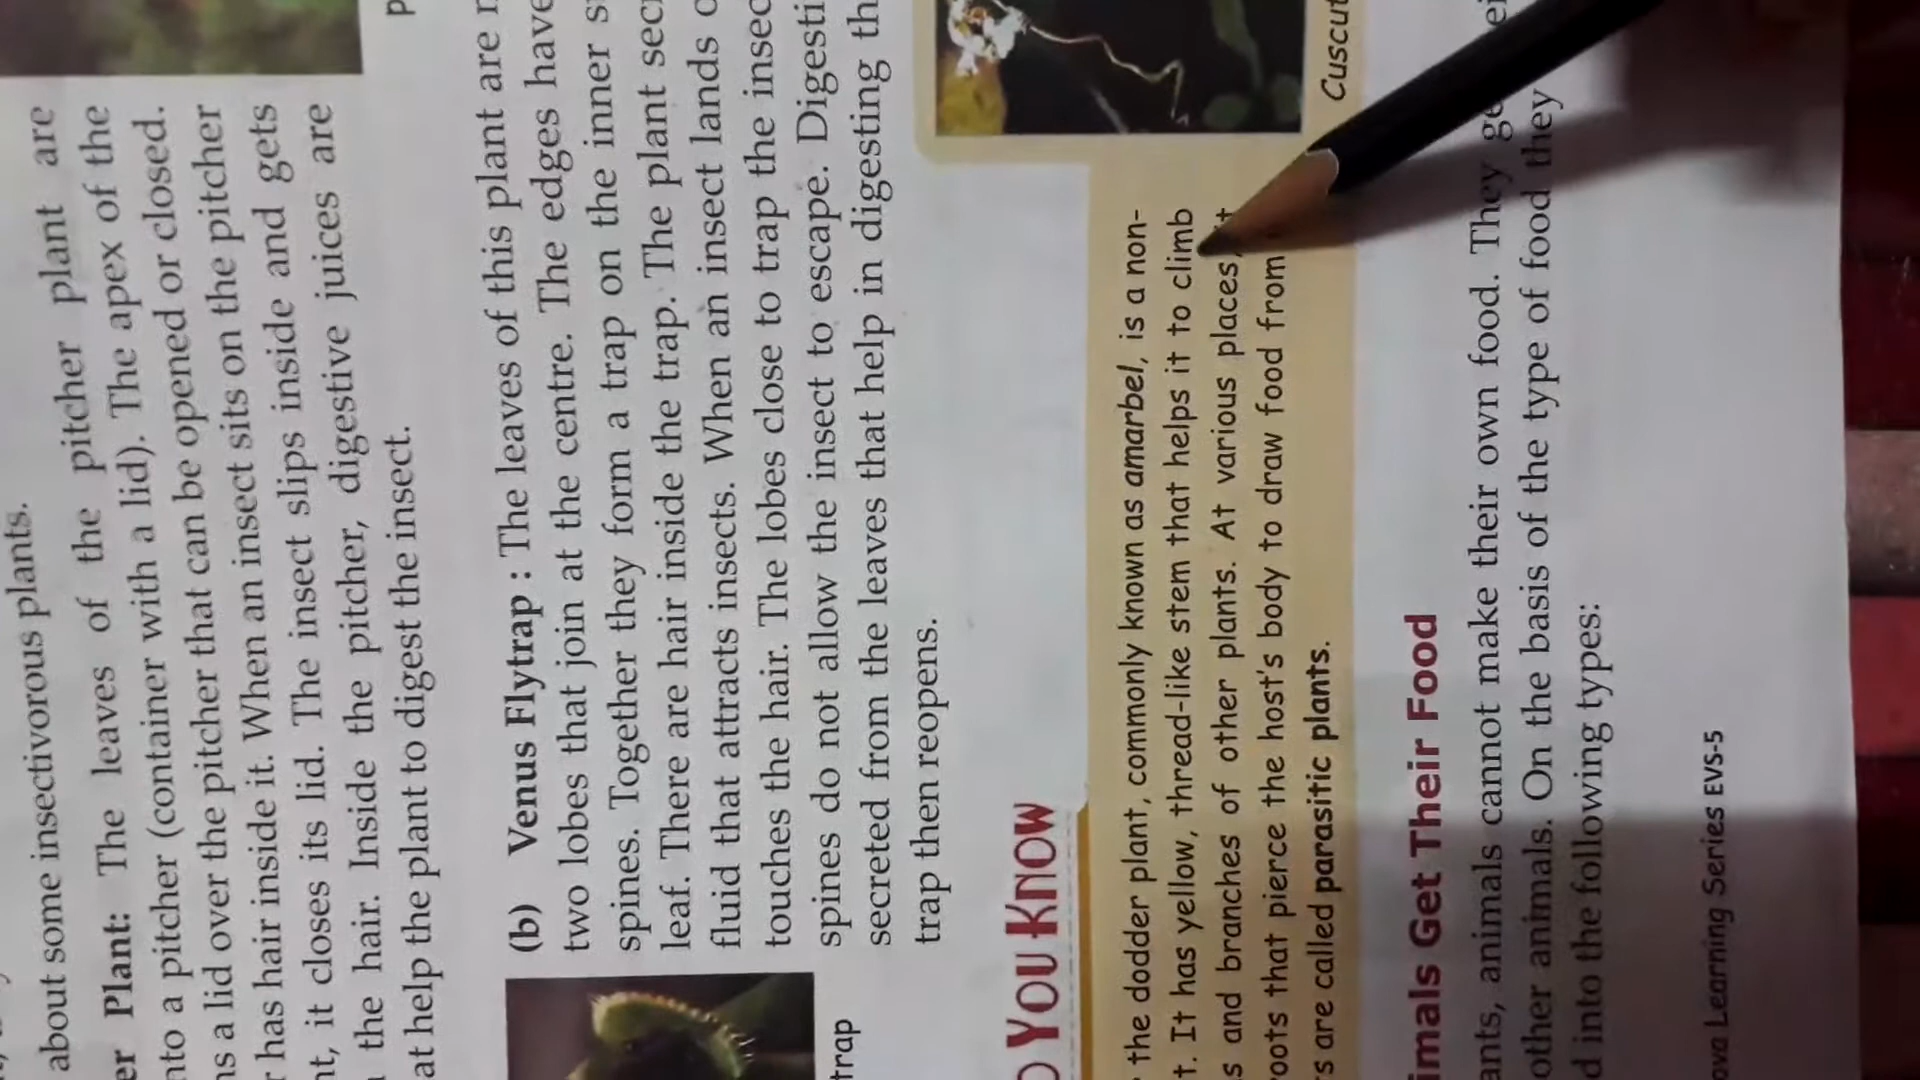 about some insectivorous plants.
er Plant: The leaves of the pitcher plant are
nto a pitcher (container with a lid). The apex of the
ns a lid over the pitcher that can be opened or closed.
r has hair inside it. When an insect sits on the pitcher
nt, it closes its lid. The insect slips inside and gets
the hair. Inside the pitcher, digestive juices are
at help the plant to digest the insect.
p
(b) Venus Flytrap : The leaves of this plant are
two lobes that join at the centre. The edges have
spines. Together they form a trap on the inner
leaf. There are hair inside the trap. The plant secr
fluid that attracts insects. When an insect lands
touches the hair. The lobes close to trap the insec
spines do not allow the insect to escape. Digesti
secreted from the leaves that help in digesting th
trap then reopens.
trap
YOU KNOW
the dodder plant, commonly known as amarbel, is a non-
t. It has yellow, thread-like stem that helps it to climb
s and branches of other plants. At various places,
oots that pierce the host's body to draw food from
rs are called parasitic plants.
Cuscut
imals Get Their Food
ants, animals cannot make their own food. They ge
other animals. On the basis of the type of food they
d into the following types:
ova Learning Series EVS-5